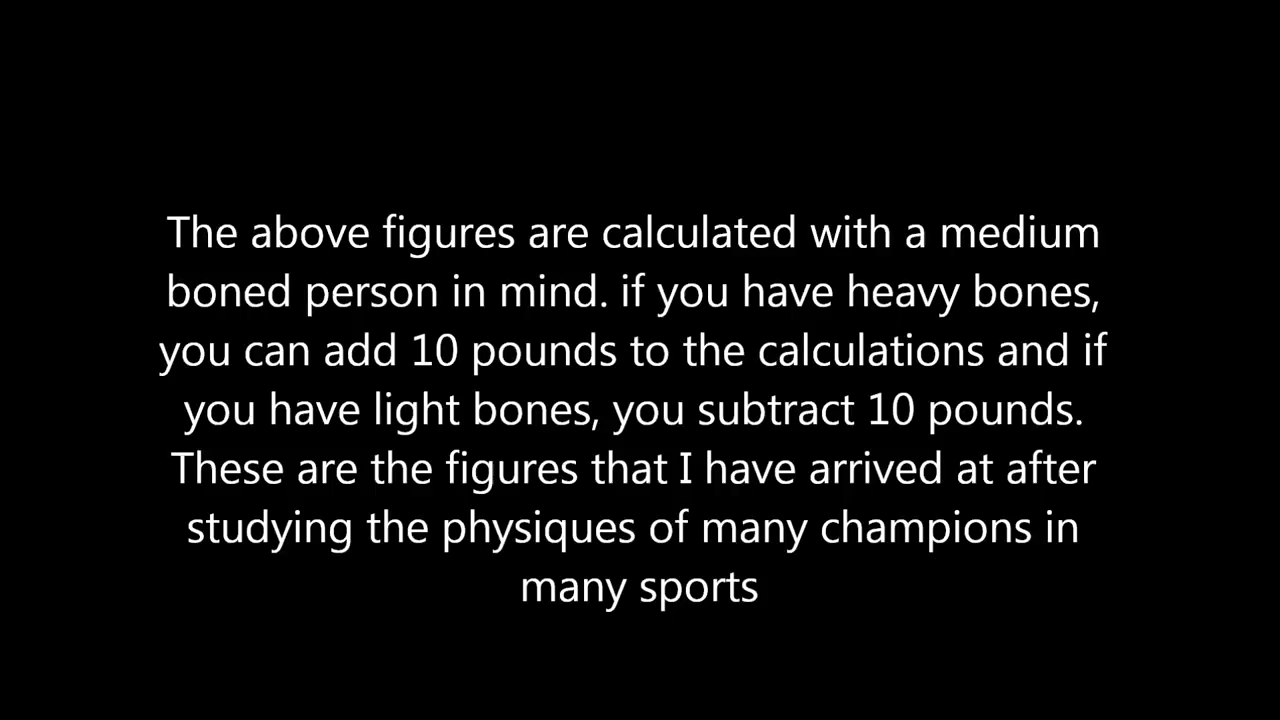 The above figures are calculated with a medium
boned person in mind. if you have heavy bones,
you can add 10 pounds to the calculations and if
you have light bones, you subtract 10 pounds.
These are the figures that I have arrived at after
studying the physiques of many champions in
many sports